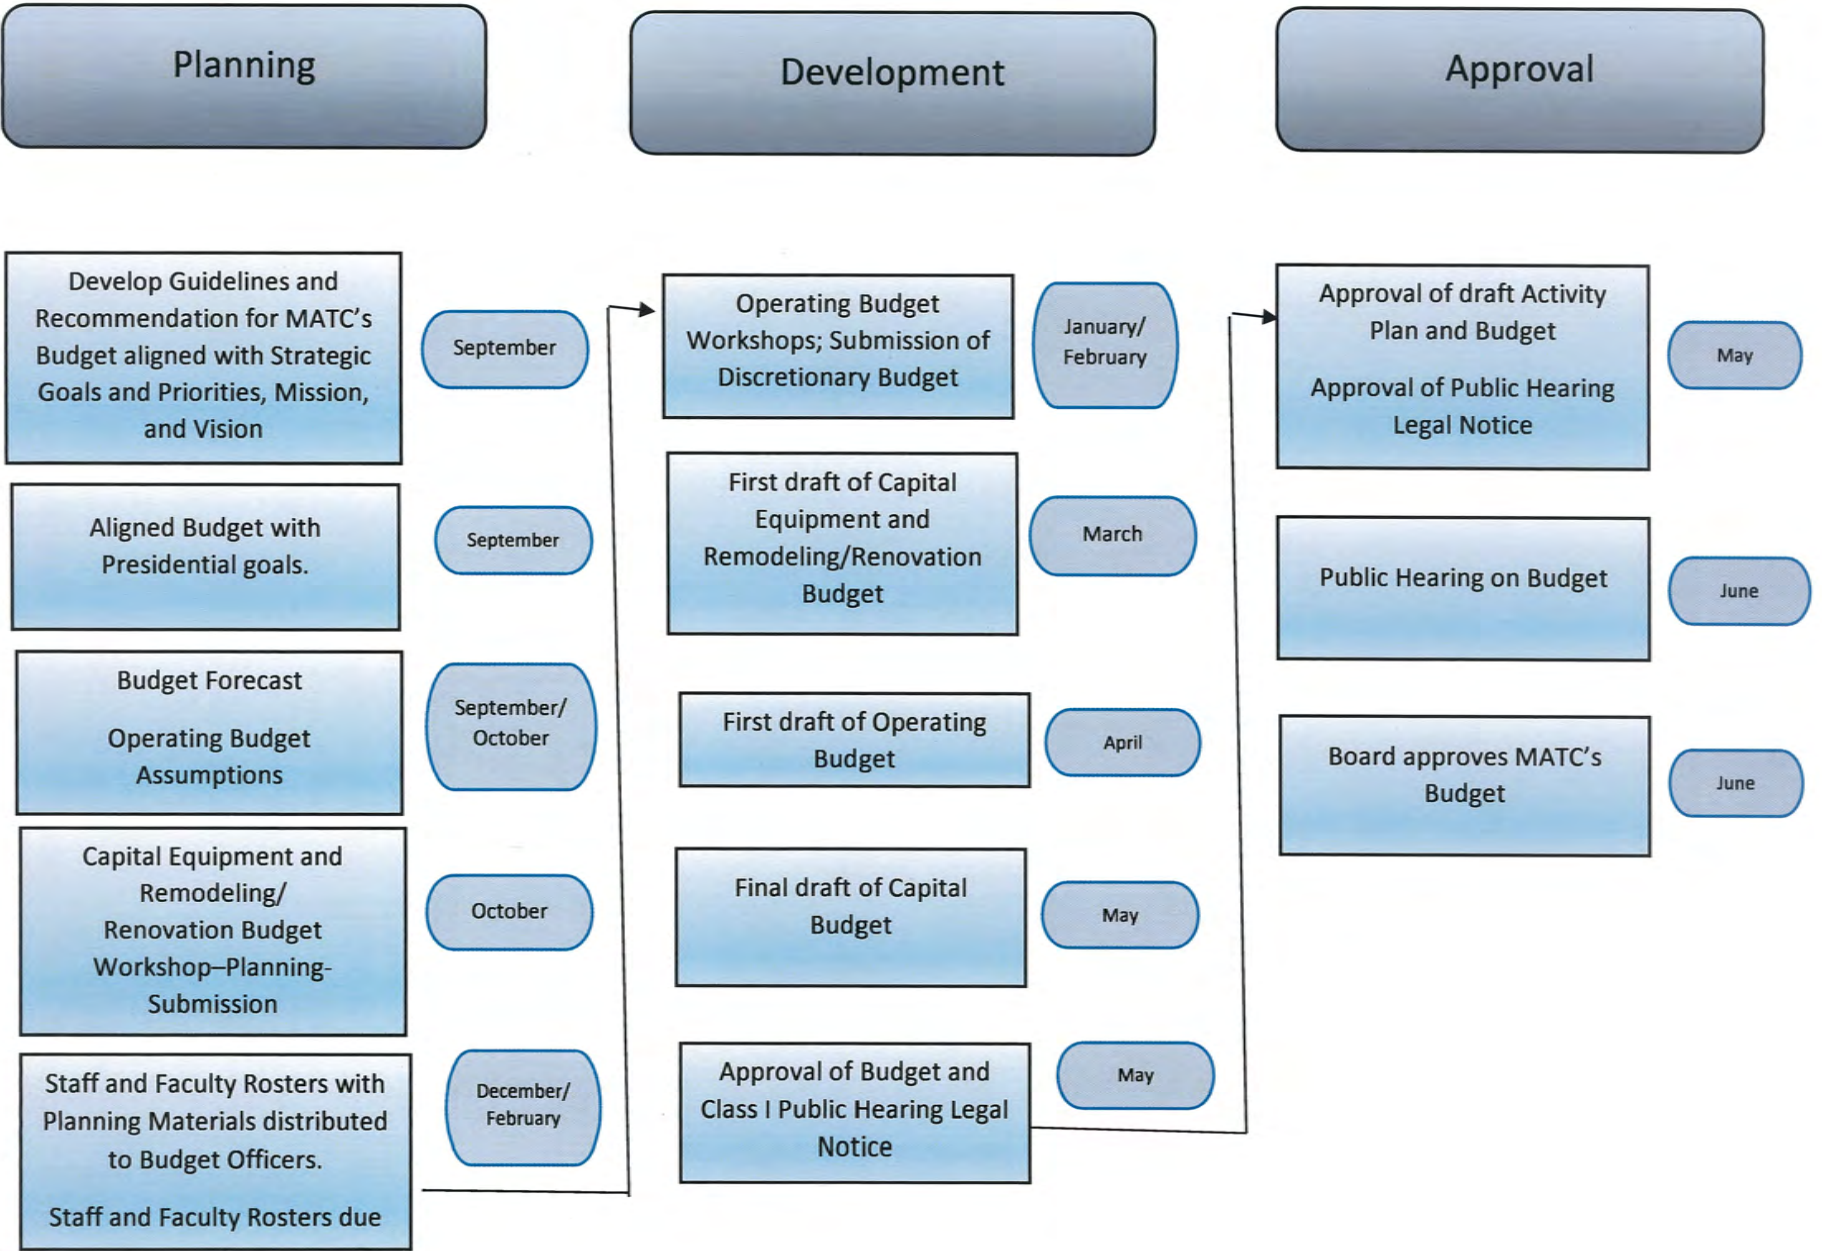 Planning
Develop Guidelines and
Recommendation for MATC's
Budget aligned with Strategic
Goals and Priorities, Mission,
and Vision
September
Aligned Budget with
Presidential goals.
September
Budget Forecast
Operating Budget
Assumptions
September/
October
Capital Equipment and
Remodeling/
Renovation Budget
Workshop–Planning-
Submission
October
Staff and Faculty Rosters with
Planning Materials distributed
to Budget Officers.
Staff and Faculty Rosters due
December/
February
Development
Operating Budget
Workshops; Submission of
Discretionary Budget
January/
February
First draft of Capital
Equipment and
Remodeling/Renovation
Budget
March
First draft of Operating
Budget
April
Final draft of Capital
Budget
May
Approval of Budget and
Class I Public Hearing Legal
Notice
May
Approval
Approval of draft Activity
Plan and Budget
Approval of Public Hearing
Legal Notice
May
Public Hearing on Budget
June
Board approves MATC's
Budget
June